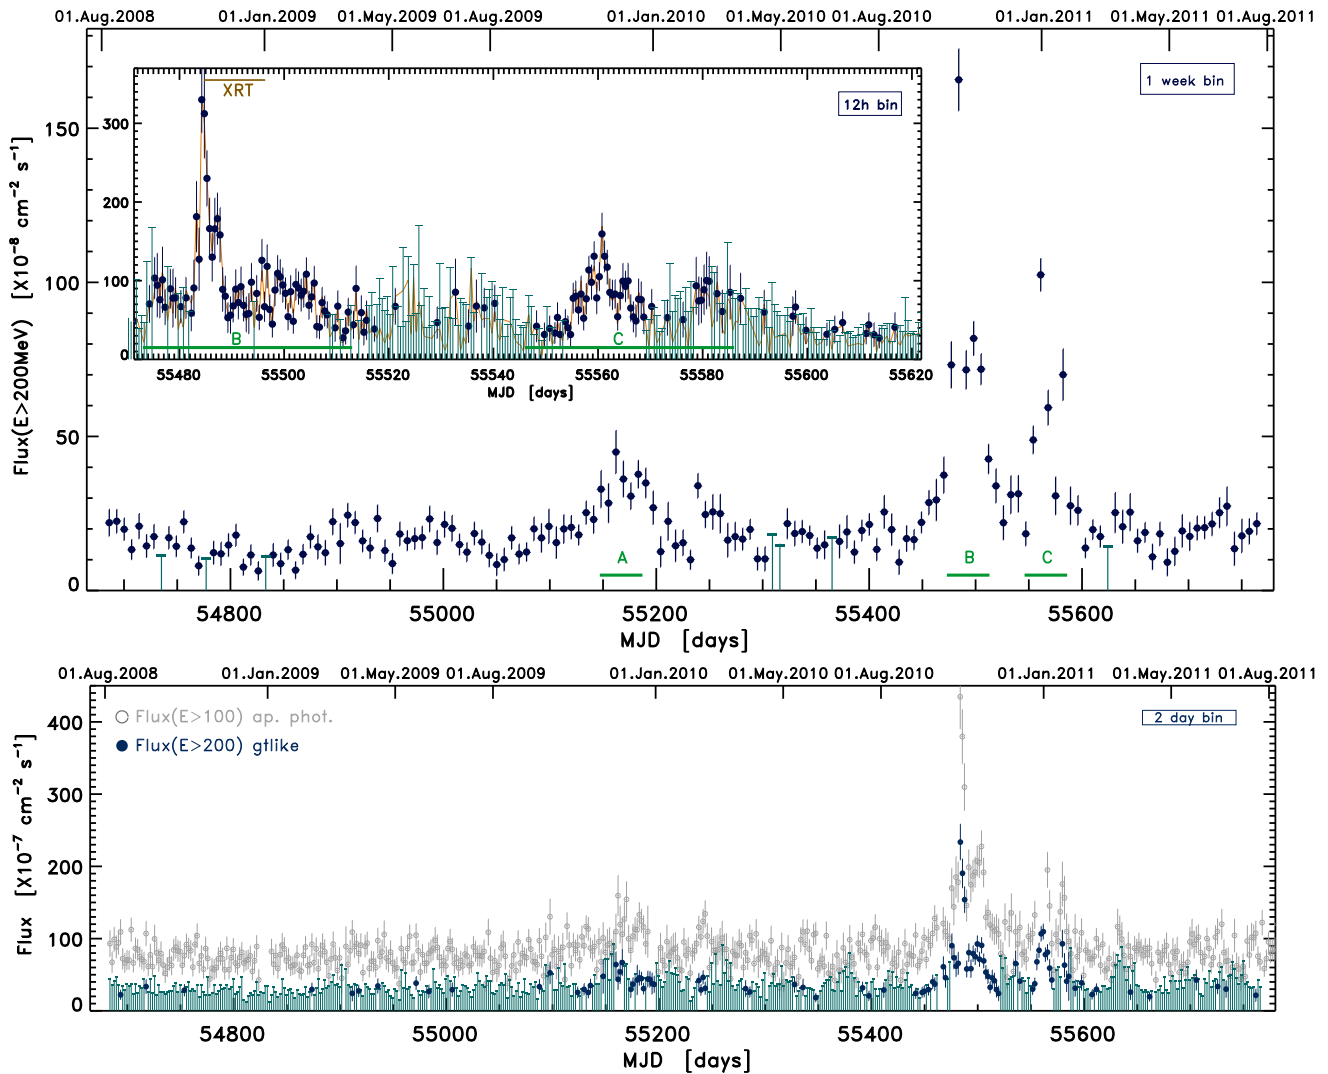 01.Aug.2008 01.Jan.2009 01.May.2009 01.Aug.2009 01.Jan.2010 01.May.2010 01.Aug.2010 01.Jan.2011 01.May.2011 01.Aug.2011
1 week bin
XRT
12h bin
300
200
100
0
B
C
55480 55500 55520 55540 55560 55580 55600 55620
MJD [days]
150
100
50
0
Flux(E>200MeV) [X10⁻⁸ cm⁻² s⁻¹]
A
B
C
54800 55000 55200 55400 55600
MJD [days]
01.Aug.2008 01.Jan.2009 01.May.2009 01.Aug.2009 01.Jan.2010 01.May.2010 01.Aug.2010 01.Jan.2011 01.May.2011 01.Aug.2011
Flux(E>100) ap. phot.
Flux(E>200) gtlike
2 day bin
400
300
200
100
0
Flux [X10⁻⁷ cm⁻² s⁻¹]
54800 55000 55200 55400 55600
MJD [days]